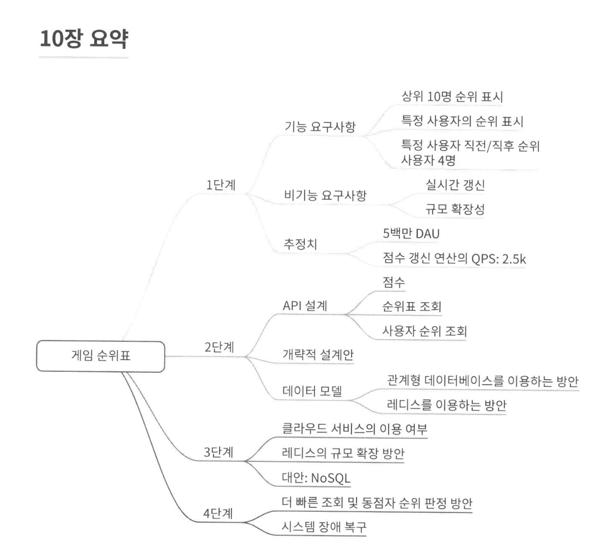 10장 요약
게임 순위표
1단계
기능 요구사항
상위 10명 순위 표시
특정 사용자의 순위 표시
특정 사용자 직전/직후 순위
사용자 4명
비기능 요구사항
실시간 갱신
규모 확장성
추정치
5백만 DAU
점수 갱신 연산의 QPS: 2.5k
2단계
API 설계
점수
순위표 조회
사용자 순위 조회
개략적 설계안
데이터 모델
관계형 데이터베이스를 이용하는 방안
레디스를 이용하는 방안
3단계
클라우드 서비스의 이용 여부
레디스의 규모 확장 방안
대안: NoSQL
4단계
더 빠른 조회 및 동점자 순위 판정 방안
시스템 장애 복구